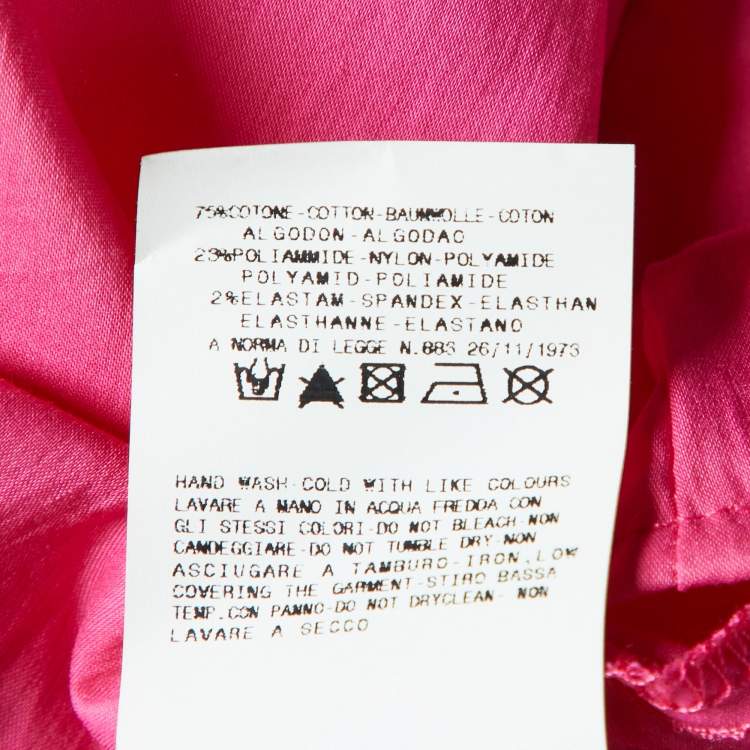 75%COTONE-COTTON-BAUMWOLLE-COTON
ALGODON-ALGODAO
23%POLIAMMIDE-NYLON-POLYAMIDE
POLYAMID-POLIAMIDE
2%ELASTAM-SPANDEX-ELASTHAN
ELASTHANNE-ELASTANO
A NORMA DI LEGGE N.883 26/11/1973
HAND WASH-COLD WITH LIKE COLOURS
LAVARE A MANO IN ACQUA FREDDA CON
GLI STESSI COLORI-DO NOT BLEACH-NON
CANDEGGIARE-DO NOT TUMBLE DRY-NON
ASCIUGARE A TAMBURO-IRON,LOW
COVERING THE GARMENT-STIRO BASSA
TEMP.CON PANNO-DO NOT DRYCLEAN- NON
LAVARE A SECCO